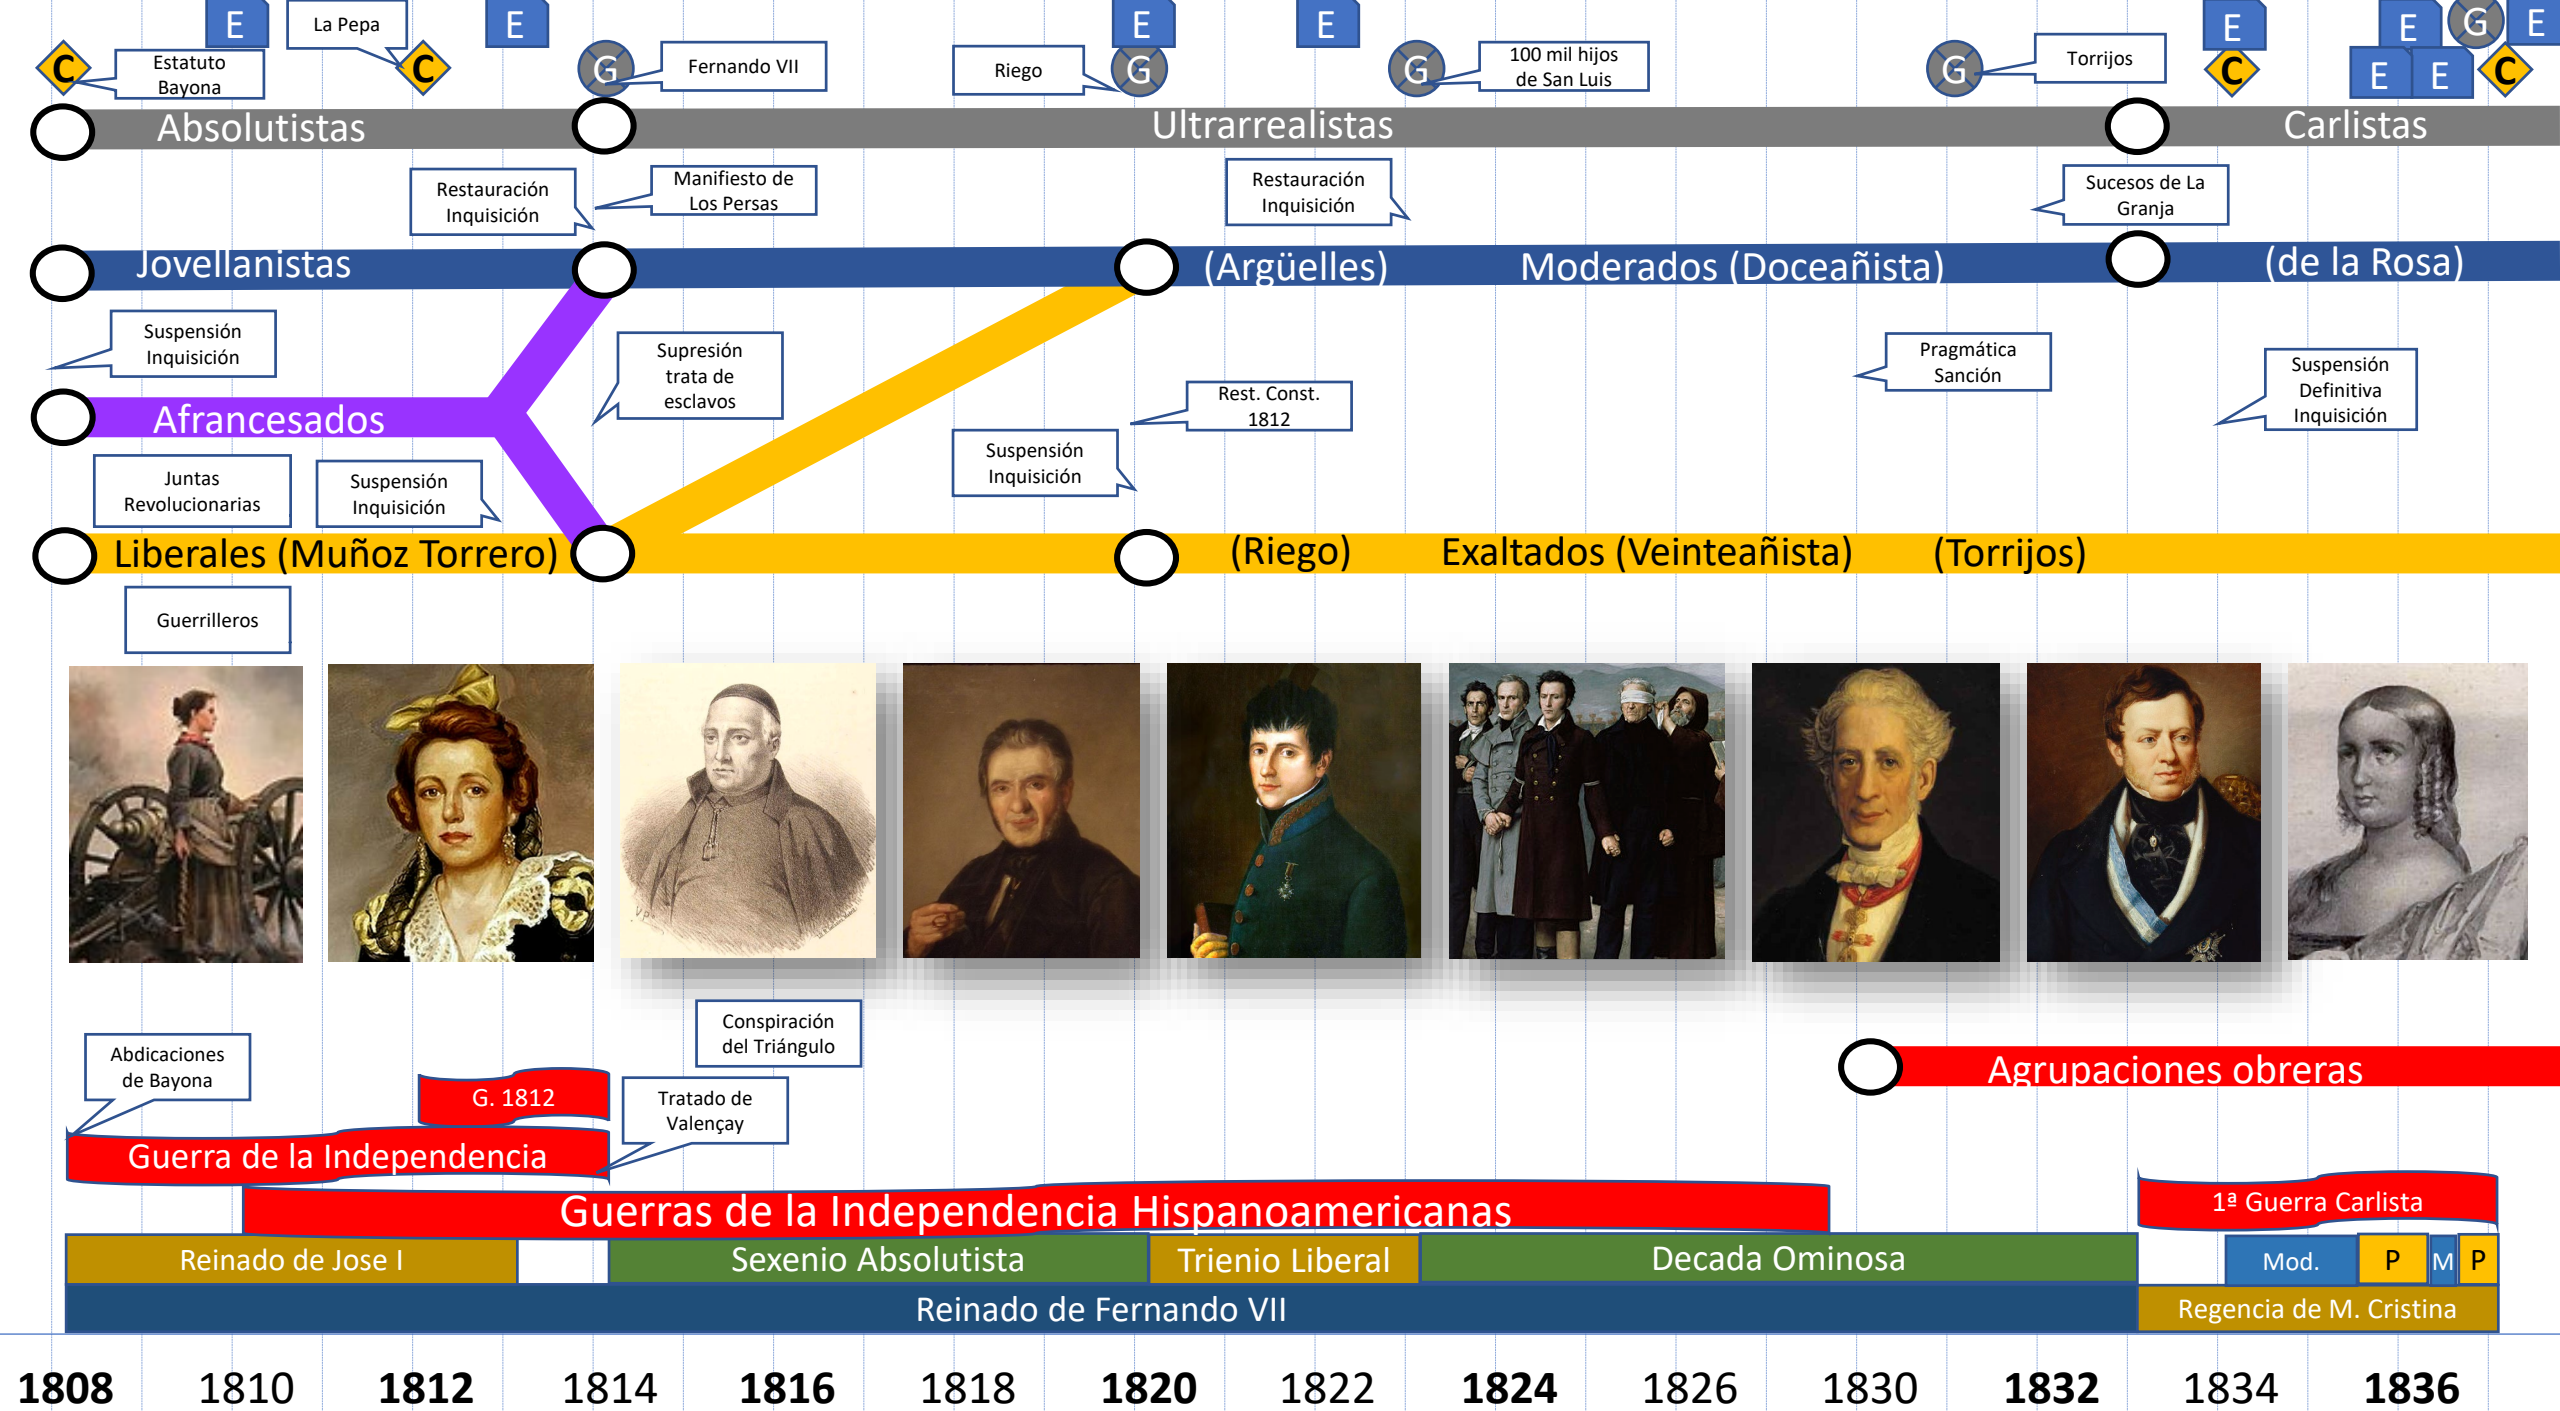 E
La Pepa
E
E
E
E
E
G
E
C
Estatuto
Bayona
C
G
Fernando VII
Riego
G
G
100 mil hijos
de San Luis
G
Torrijos
C
E
E
C
Absolutistas
Ultrarrealistas
Carlistas
Restauración
Inquisición
Manifiesto de
Los Persas
Restauración
Inquisición
Sucesos de La
Granja
Jovellanistas
(Argüelles)
Moderados (Doceañista)
(de la Rosa)
Suspensión
Inquisición
Supresión
trata de
esclavos
Pragmática
Sanción
Suspensión
Definitiva
Inquisición
Afrancesados
Rest. Const.
1812
Juntas
Revolucionarias
Suspensión
Inquisición
Suspensión
Inquisición
Liberales (Muñoz Torrero)
(Riego)
Exaltados (Veinteañista)
(Torrijos)
Guerrilleros
Conspiración
del Triángulo
Abdicaciones
de Bayona
Agrupaciones obreras
G. 1812
Tratado de
Valençay
Guerra de la Independencia
Guerras de la Independencia Hispanoamericanas
1ª Guerra Carlista
Reinado de Jose I
Sexenio Absolutista
Trienio Liberal
Decada Ominosa
Mod.
P
M
P
Reinado de Fernando VII
Regencia de M. Cristina
1808 1810 1812 1814 1816 1818 1820 1822 1824 1826 1830 1832 1834 1836